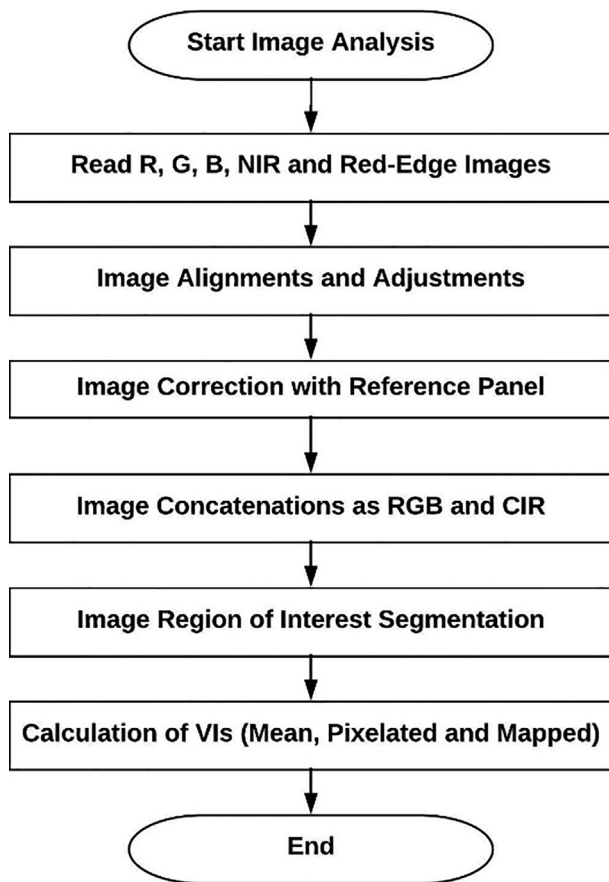 Start Image Analysis
Read R, G, B, NIR and Red-Edge Images
Image Alignments and Adjustments
Image Correction with Reference Panel
Image Concatenations as RGB and CIR
Image Region of Interest Segmentation
Calculation of VIs (Mean, Pixelated and Mapped)
End